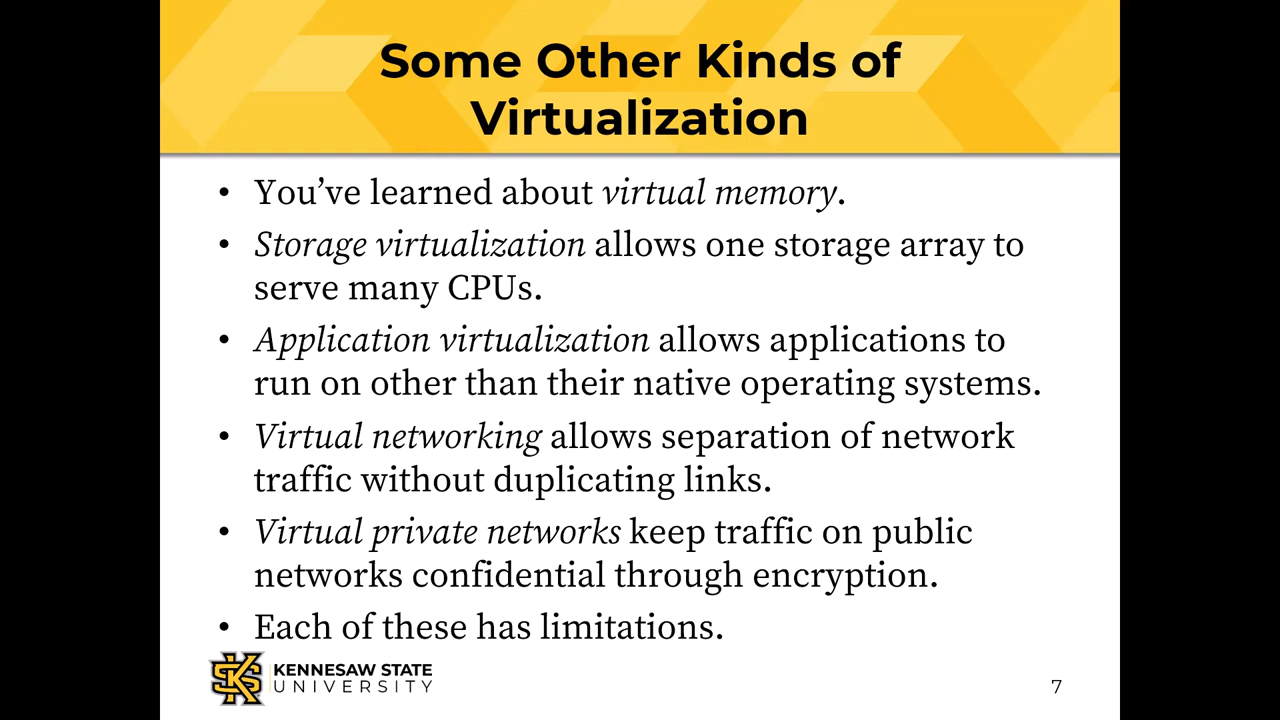 Some Other Kinds of
Virtualization
• You’ve learned about virtual memory.
• Storage virtualization allows one storage array to
serve many CPUs.
• Application virtualization allows applications to
run on other than their native operating systems.
• Virtual networking allows separation of network
traffic without duplicating links.
• Virtual private networks keep traffic on public
networks confidential through encryption.
• Each of these has limitations.
KS
KENNESAW STATE
UNIVERSITY
7